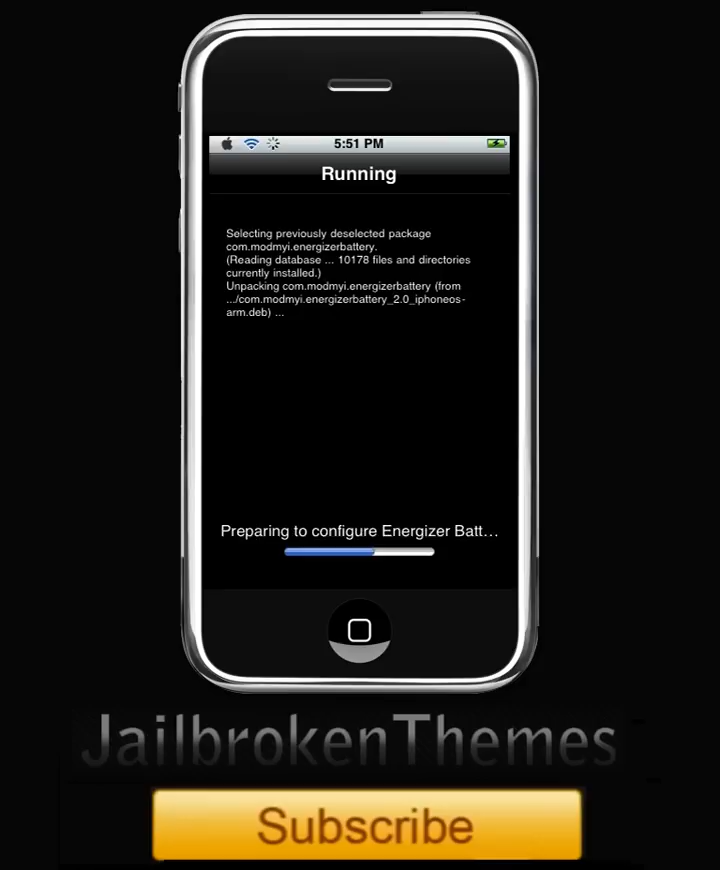 5:51 PM
Running
Selecting previously deselected package
com.modmyi.energizerbattery.
(Reading database ... 10178 files and directories
currently installed.)
Unpacking com.modmyi.energizerbattery (from
.../com.modmyi.energizerbattery_2.0_iphoneos-
arm.deb) ...
Preparing to configure Energizer Batt...
JailbrokenThemes
Subscribe